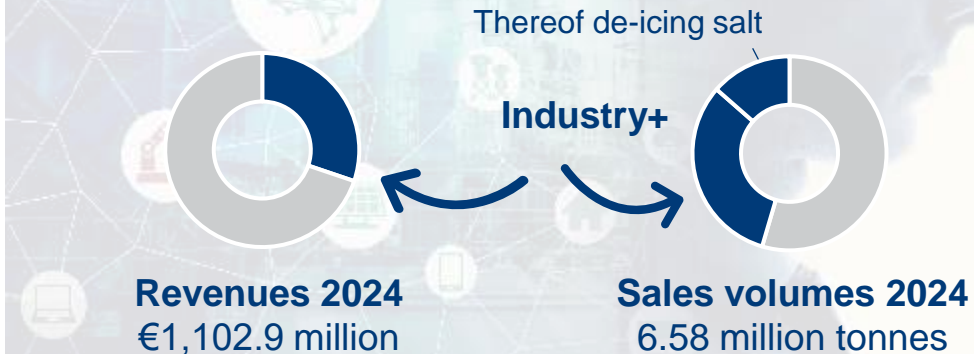 Thereof de-icing salt
Industry+
Revenues 2024
€1,102.9 million
Sales volumes 2024
6.58 million tonnes